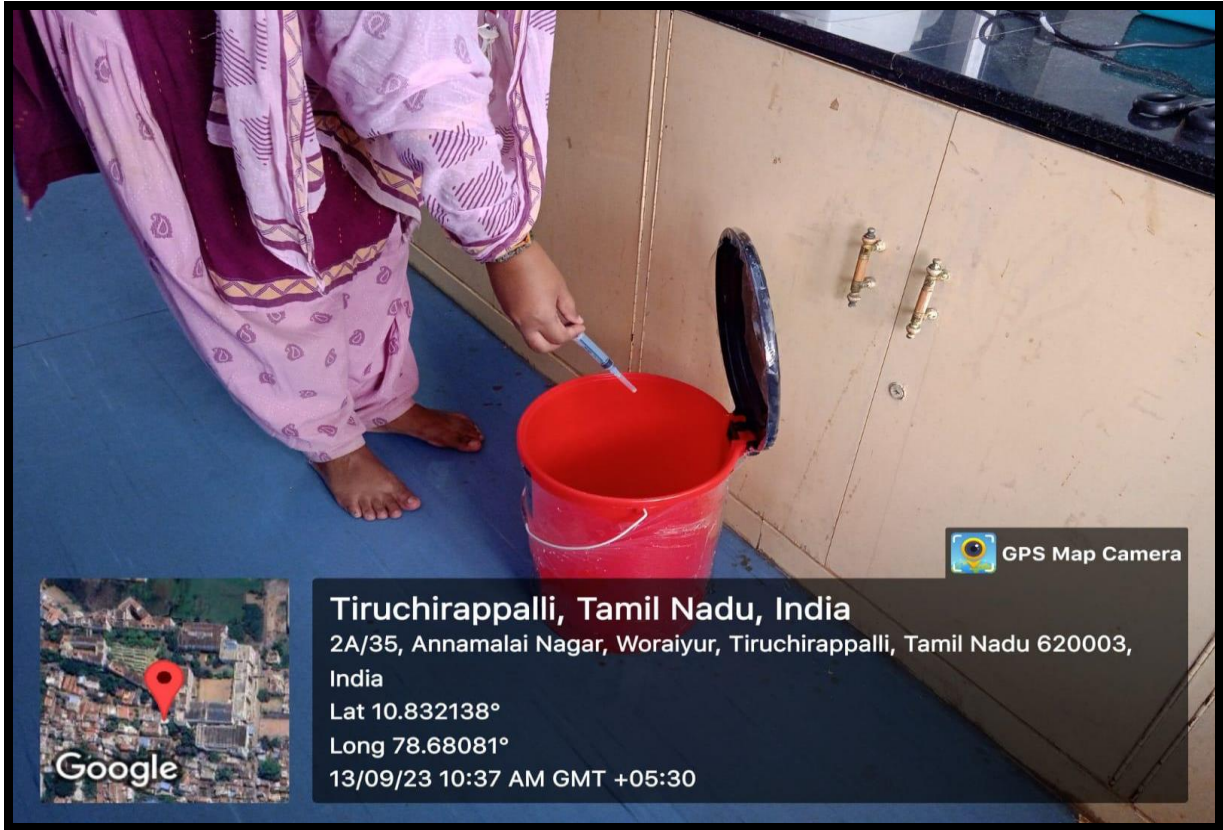 GPS Map Camera
Tiruchirappalli, Tamil Nadu, India
2A/35, Annamalai Nagar, Woraiyur, Tiruchirappalli, Tamil Nadu 620003,
India
Lat 10.832138°
Long 78.68081°
13/09/23 10:37 AM GMT +05:30
Google